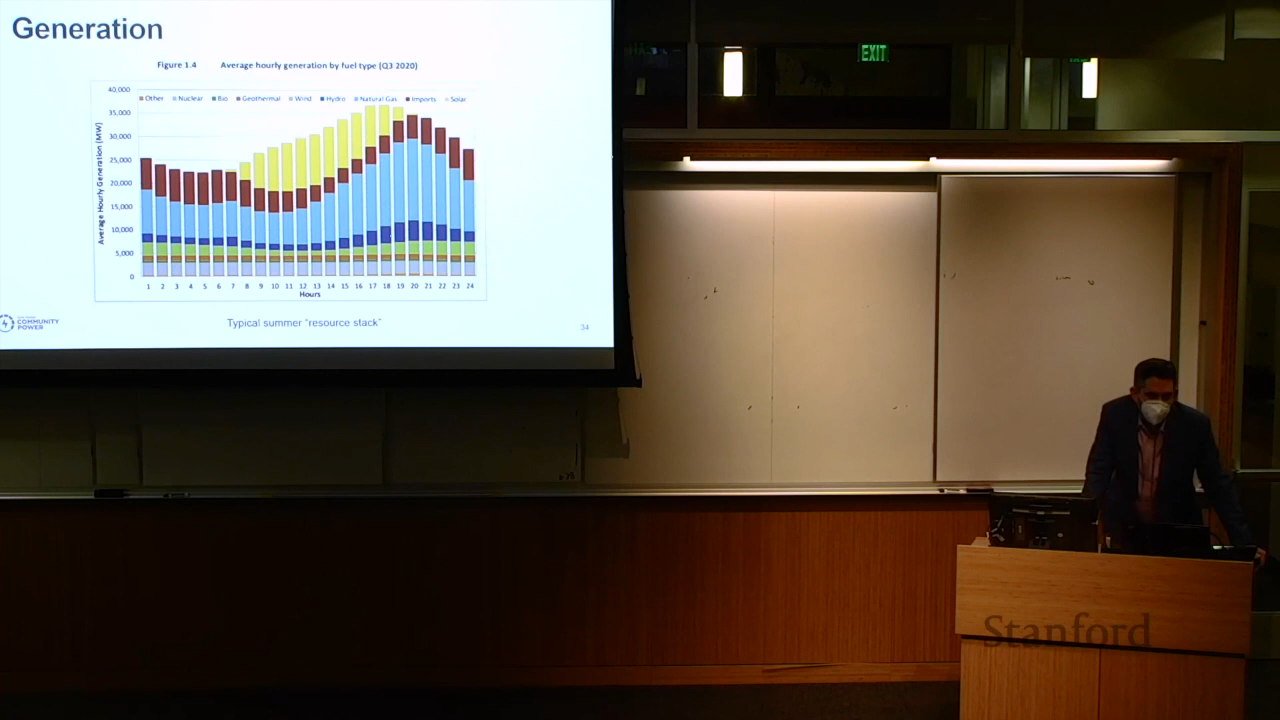 Generation
Figure 1.4 Average hourly generation by fuel type (Q3 2020)
Other Nuclear Bio Geothermal Wind Hydro Natural Gas Imports Solar
40,000
35,000
30,000
25,000
20,000
15,000
10,000
5,000
0
Average Hourly Generation (MW)
1 2 3 4 5 6 7 8 9 10 11 12 13 14 15 16 17 18 19 20 21 22 23 24
Hours
COMMUNITY
POWER
Typical summer "resource stack"
34
EXIT
Stanford